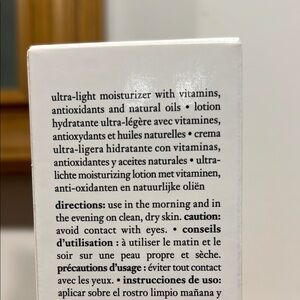 ultra-light moisturizer with vitamins,
antioxidants and natural oils • lotion
hydratante ultra-légère avec vitamines,
antioxydants et huiles naturelles • crema
ultra-ligera hidratante con vitaminas,
antioxidantes y aceites naturales • ultra-
lichte moisturizing lotion met vitaminen,
anti-oxidanten en natuurlijke oliën
directions: use in the morning and in
the evening on clean, dry skin. caution:
avoid contact with eyes. • conseils
d'utilisation : à utiliser le matin et le
soir sur une peau propre et sèche.
précautions d'usage : éviter tout contact
avec les yeux. • instrucciones de uso:
aplicar sobre el rostro limpio mañana y